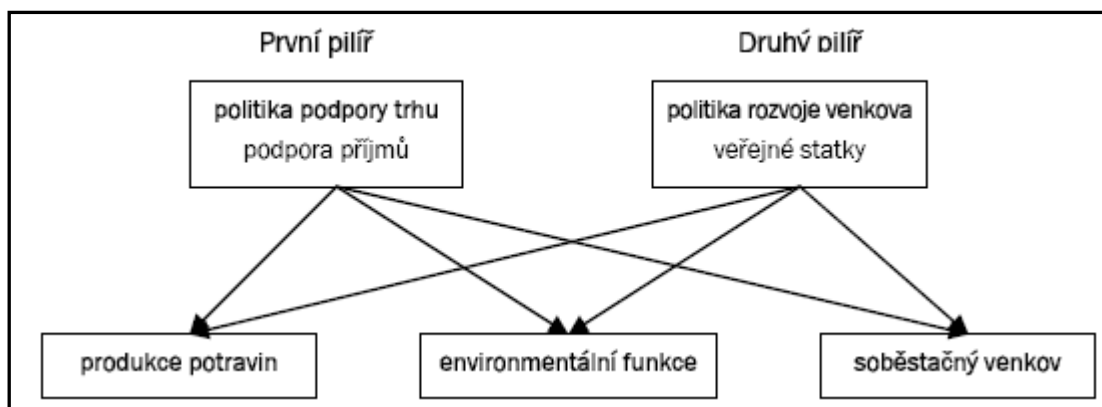 První pilíř
Druhý pilíř
politika podpory trhu
podpora příjmů
politika rozvoje venkova
veřejné statky
produkce potravin
environmentální funkce
soběstačný venkov